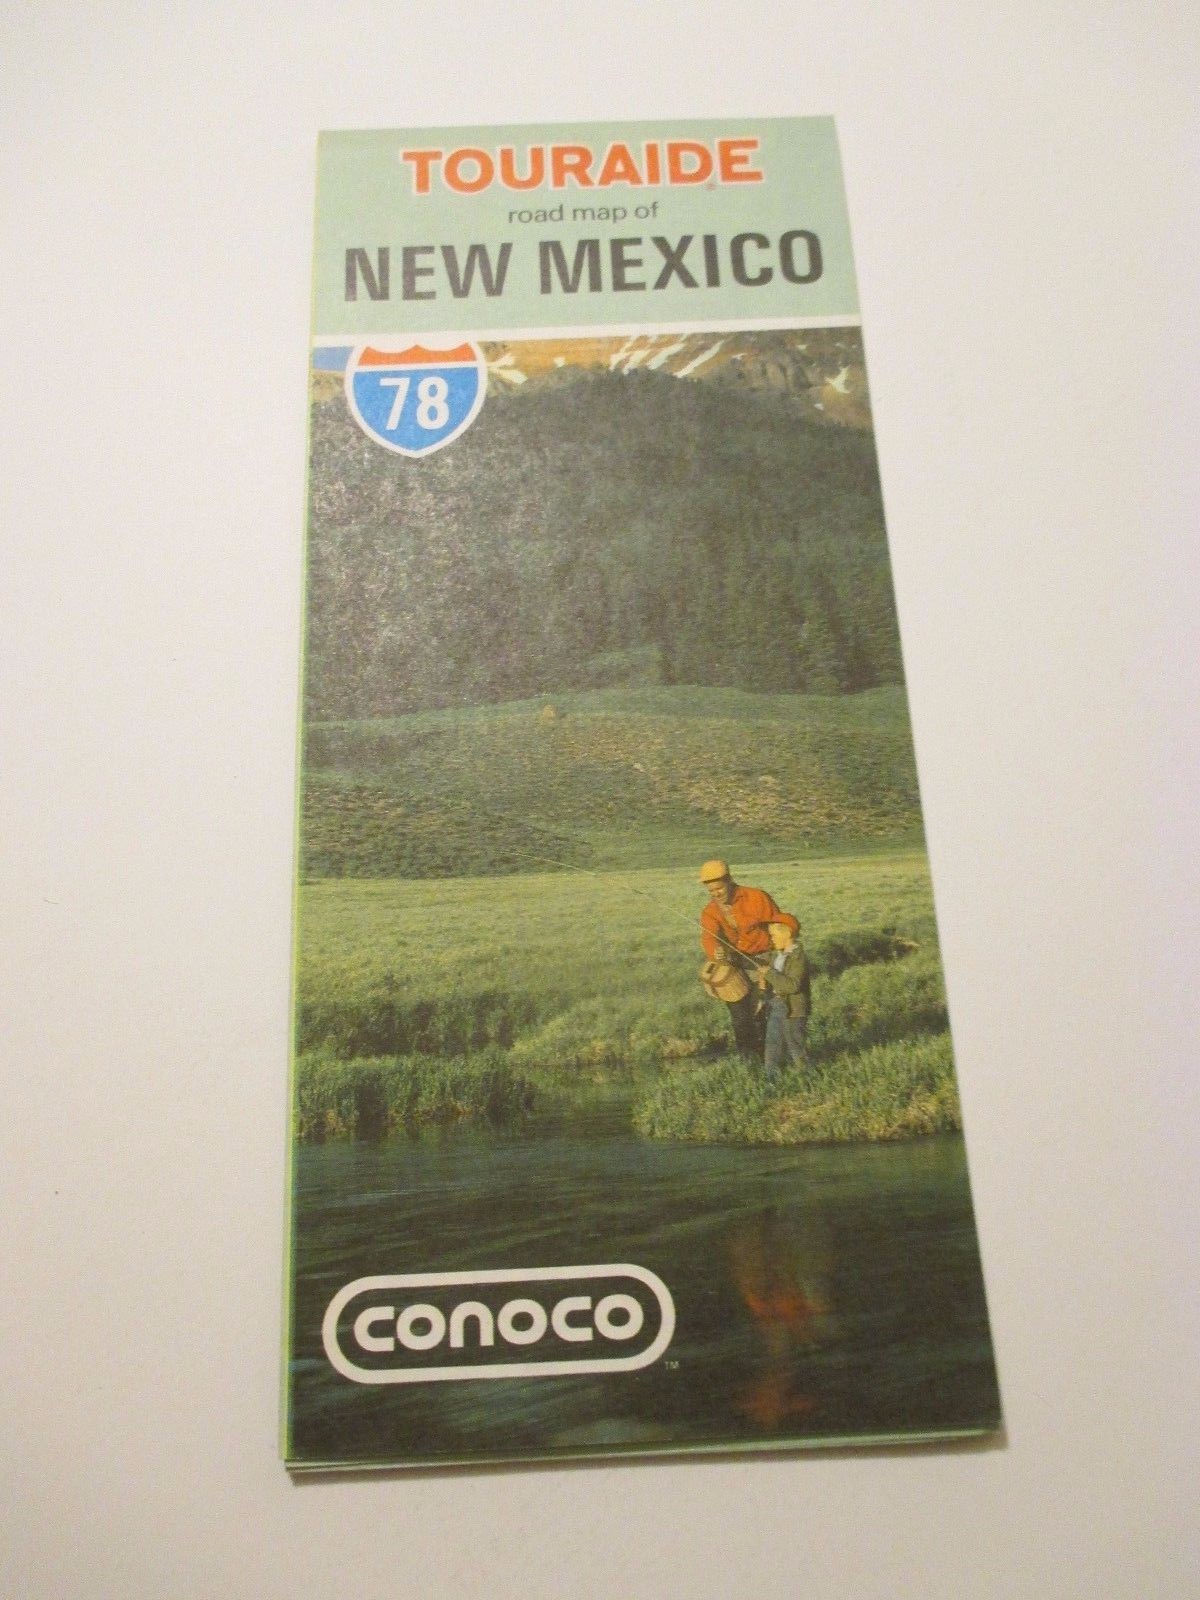 TOURAIDE®
road map of
NEW MEXICO
78
conoco
TM